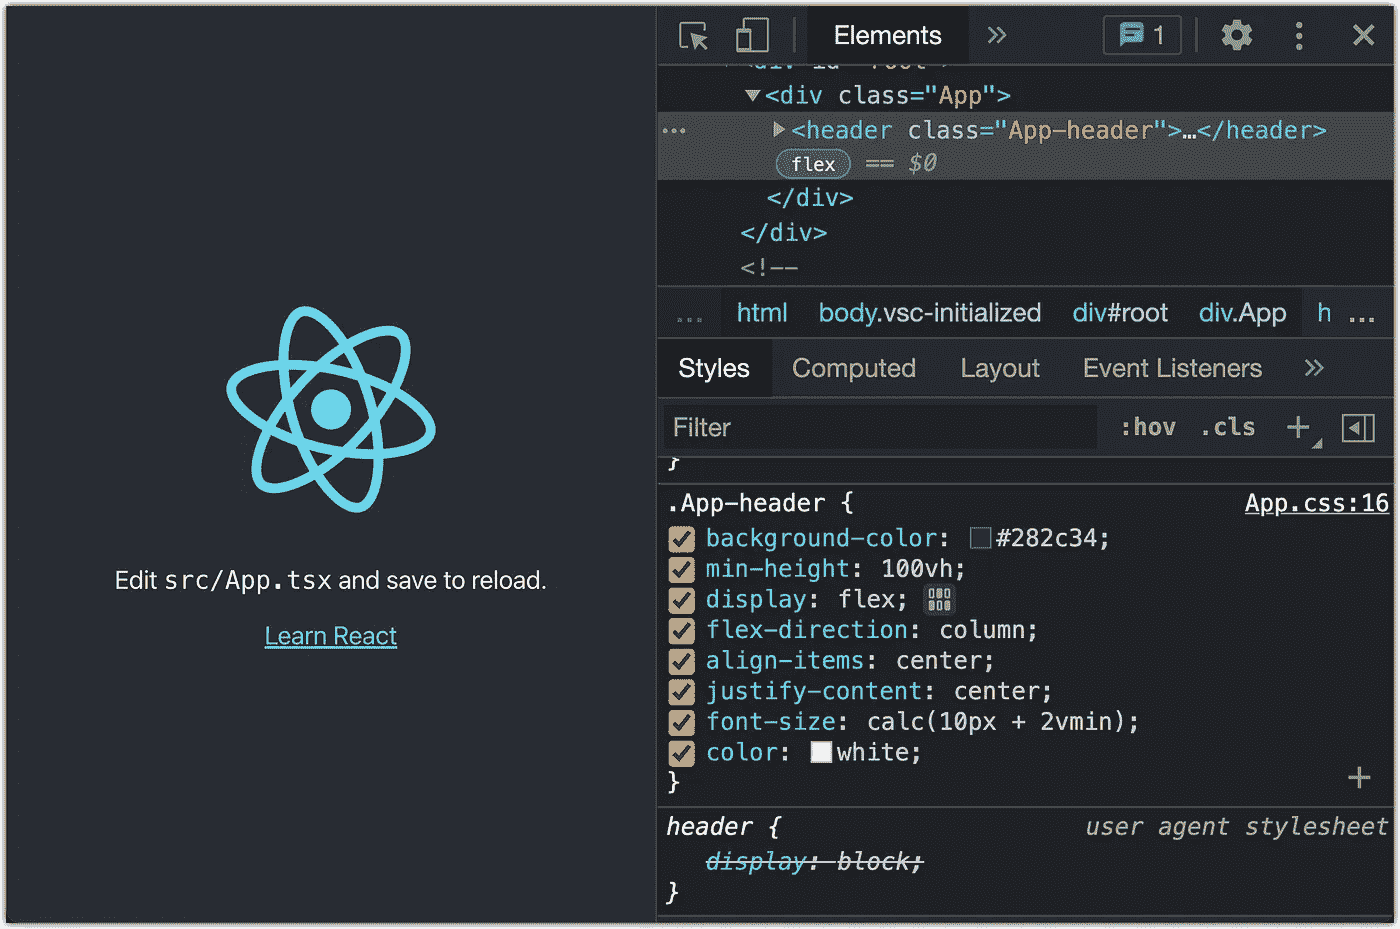 Edit src/App.tsx and save to reload.
Learn React
Elements » 1
<div id="root">
▼<div class="App">
… ▶<header class="App-header">…</header>
flex == $0
</div>
</div>
<!--
... html body.vsc-initialized div#root div.App h ...
Styles Computed Layout Event Listeners »
Filter :hov .cls +
}
.App-header { App.css:16
background-color: #282c34;
min-height: 100vh;
display: flex;
flex-direction: column;
align-items: center;
justify-content: center;
font-size: calc(10px + 2vmin);
color: white;
}
header { user agent stylesheet
display: block;
}